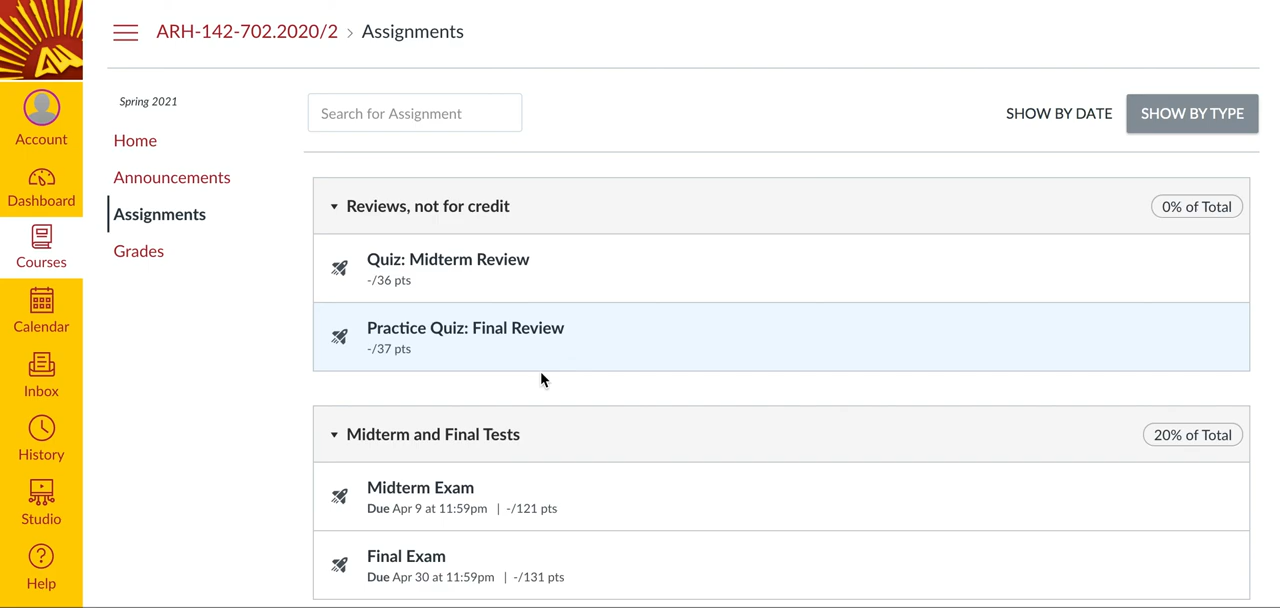 ARH-142-702.2020/2 › Assignments
Account
Dashboard
Courses
Calendar
Inbox
History
Studio
Help
Spring 2021
Home
Announcements
Assignments
Grades
Search for Assignment
SHOW BY DATE
SHOW BY TYPE
Reviews, not for credit
0% of Total
Quiz: Midterm Review
-/36 pts
Practice Quiz: Final Review
-/37 pts
Midterm and Final Tests
20% of Total
Midterm Exam
Due Apr 9 at 11:59pm | -/121 pts
Final Exam
Due Apr 30 at 11:59pm | -/131 pts